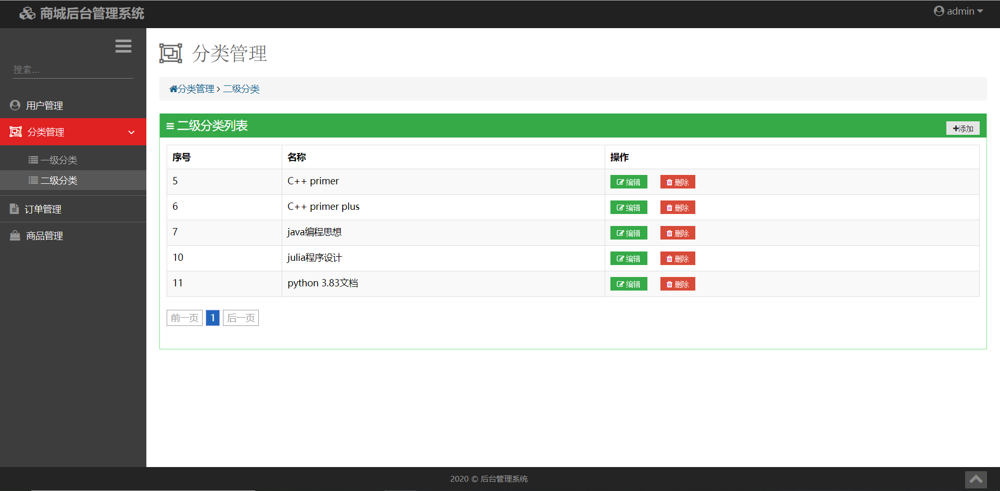 商城后台管理系统
admin
搜索...
用户管理
分类管理
一级分类
二级分类
订单管理
商品管理
分类管理
分类管理 > 二级分类
二级分类列表
添加
序号 名称 操作
5 C++ primer 编辑 删除
6 C++ primer plus 编辑 删除
7 java编程思想 编辑 删除
10 julia程序设计 编辑 删除
11 python 3.83文档 编辑 删除
前一页 1 后一页
2020 © 后台管理系统